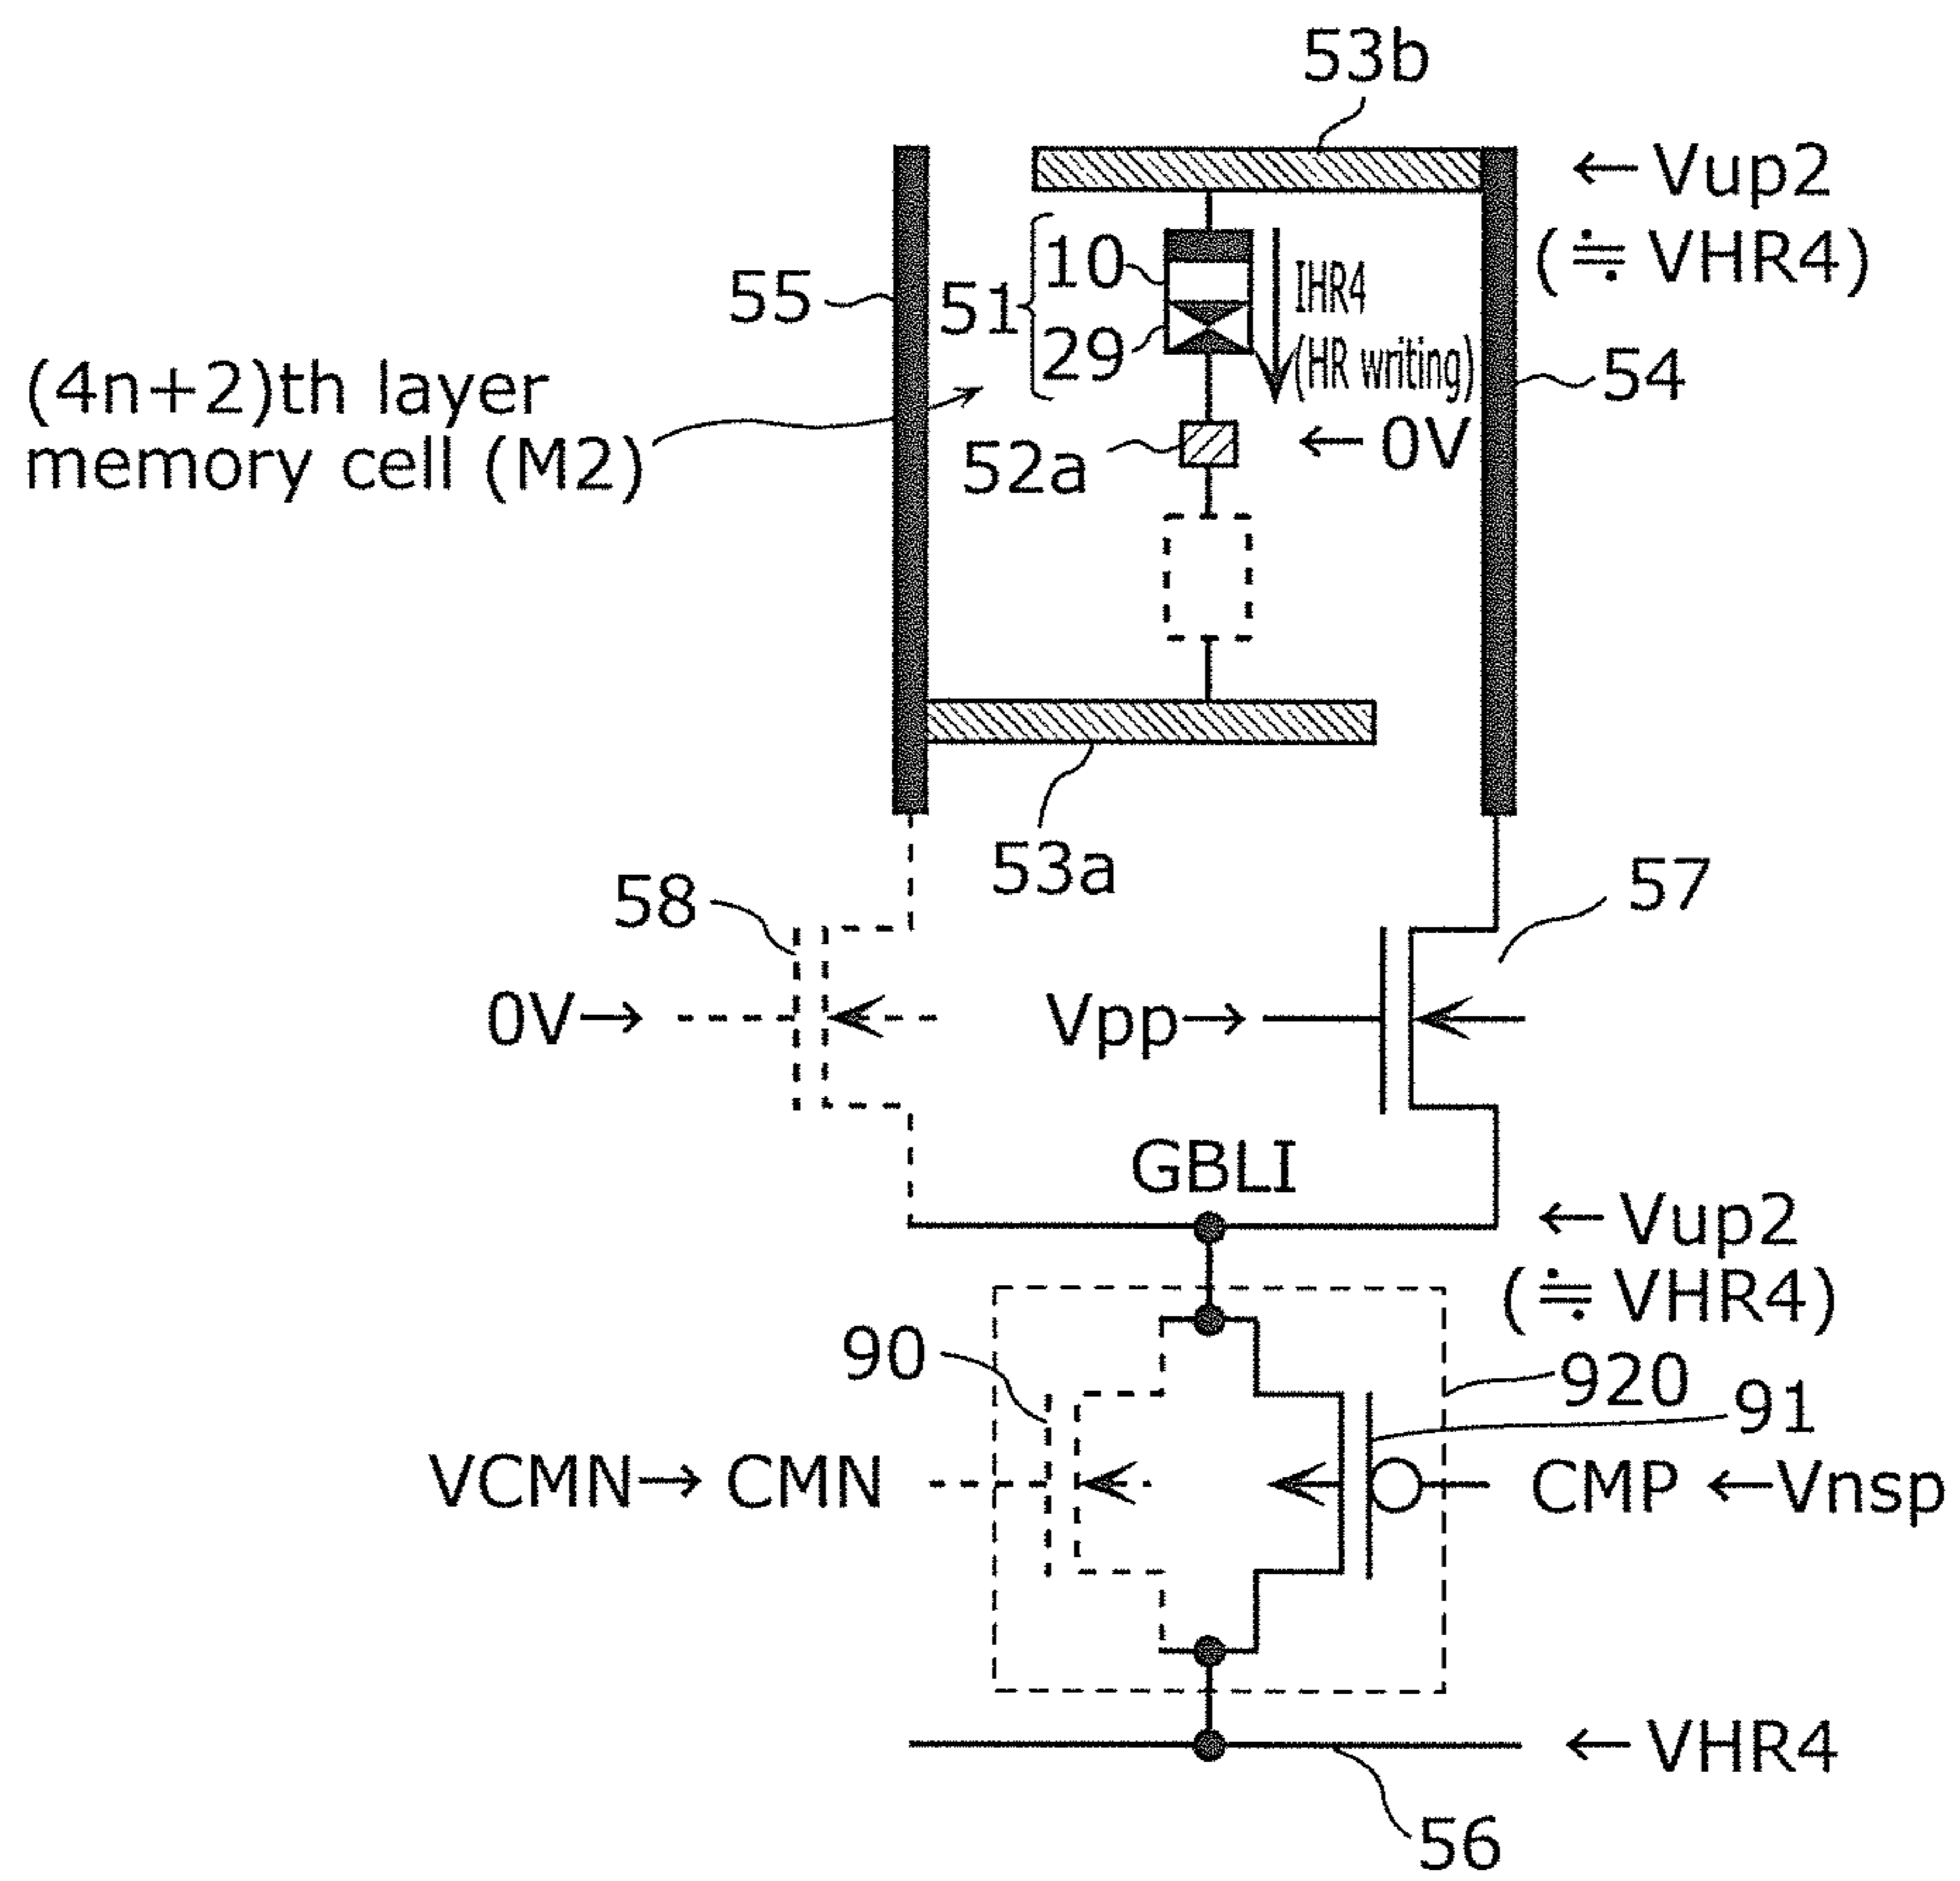 53b
← Vup2
(≒ VHR4)
55
51
10
29
IHR4
(HR writing)
54
(4n+2)th layer
memory cell (M2)
52a
← 0V
53a
58
57
0V→
Vpp→
GBLI
← Vup2
(≒ VHR4)
90
920
91
VCMN→ CMN
CMP ←Vnsp
← VHR4
56